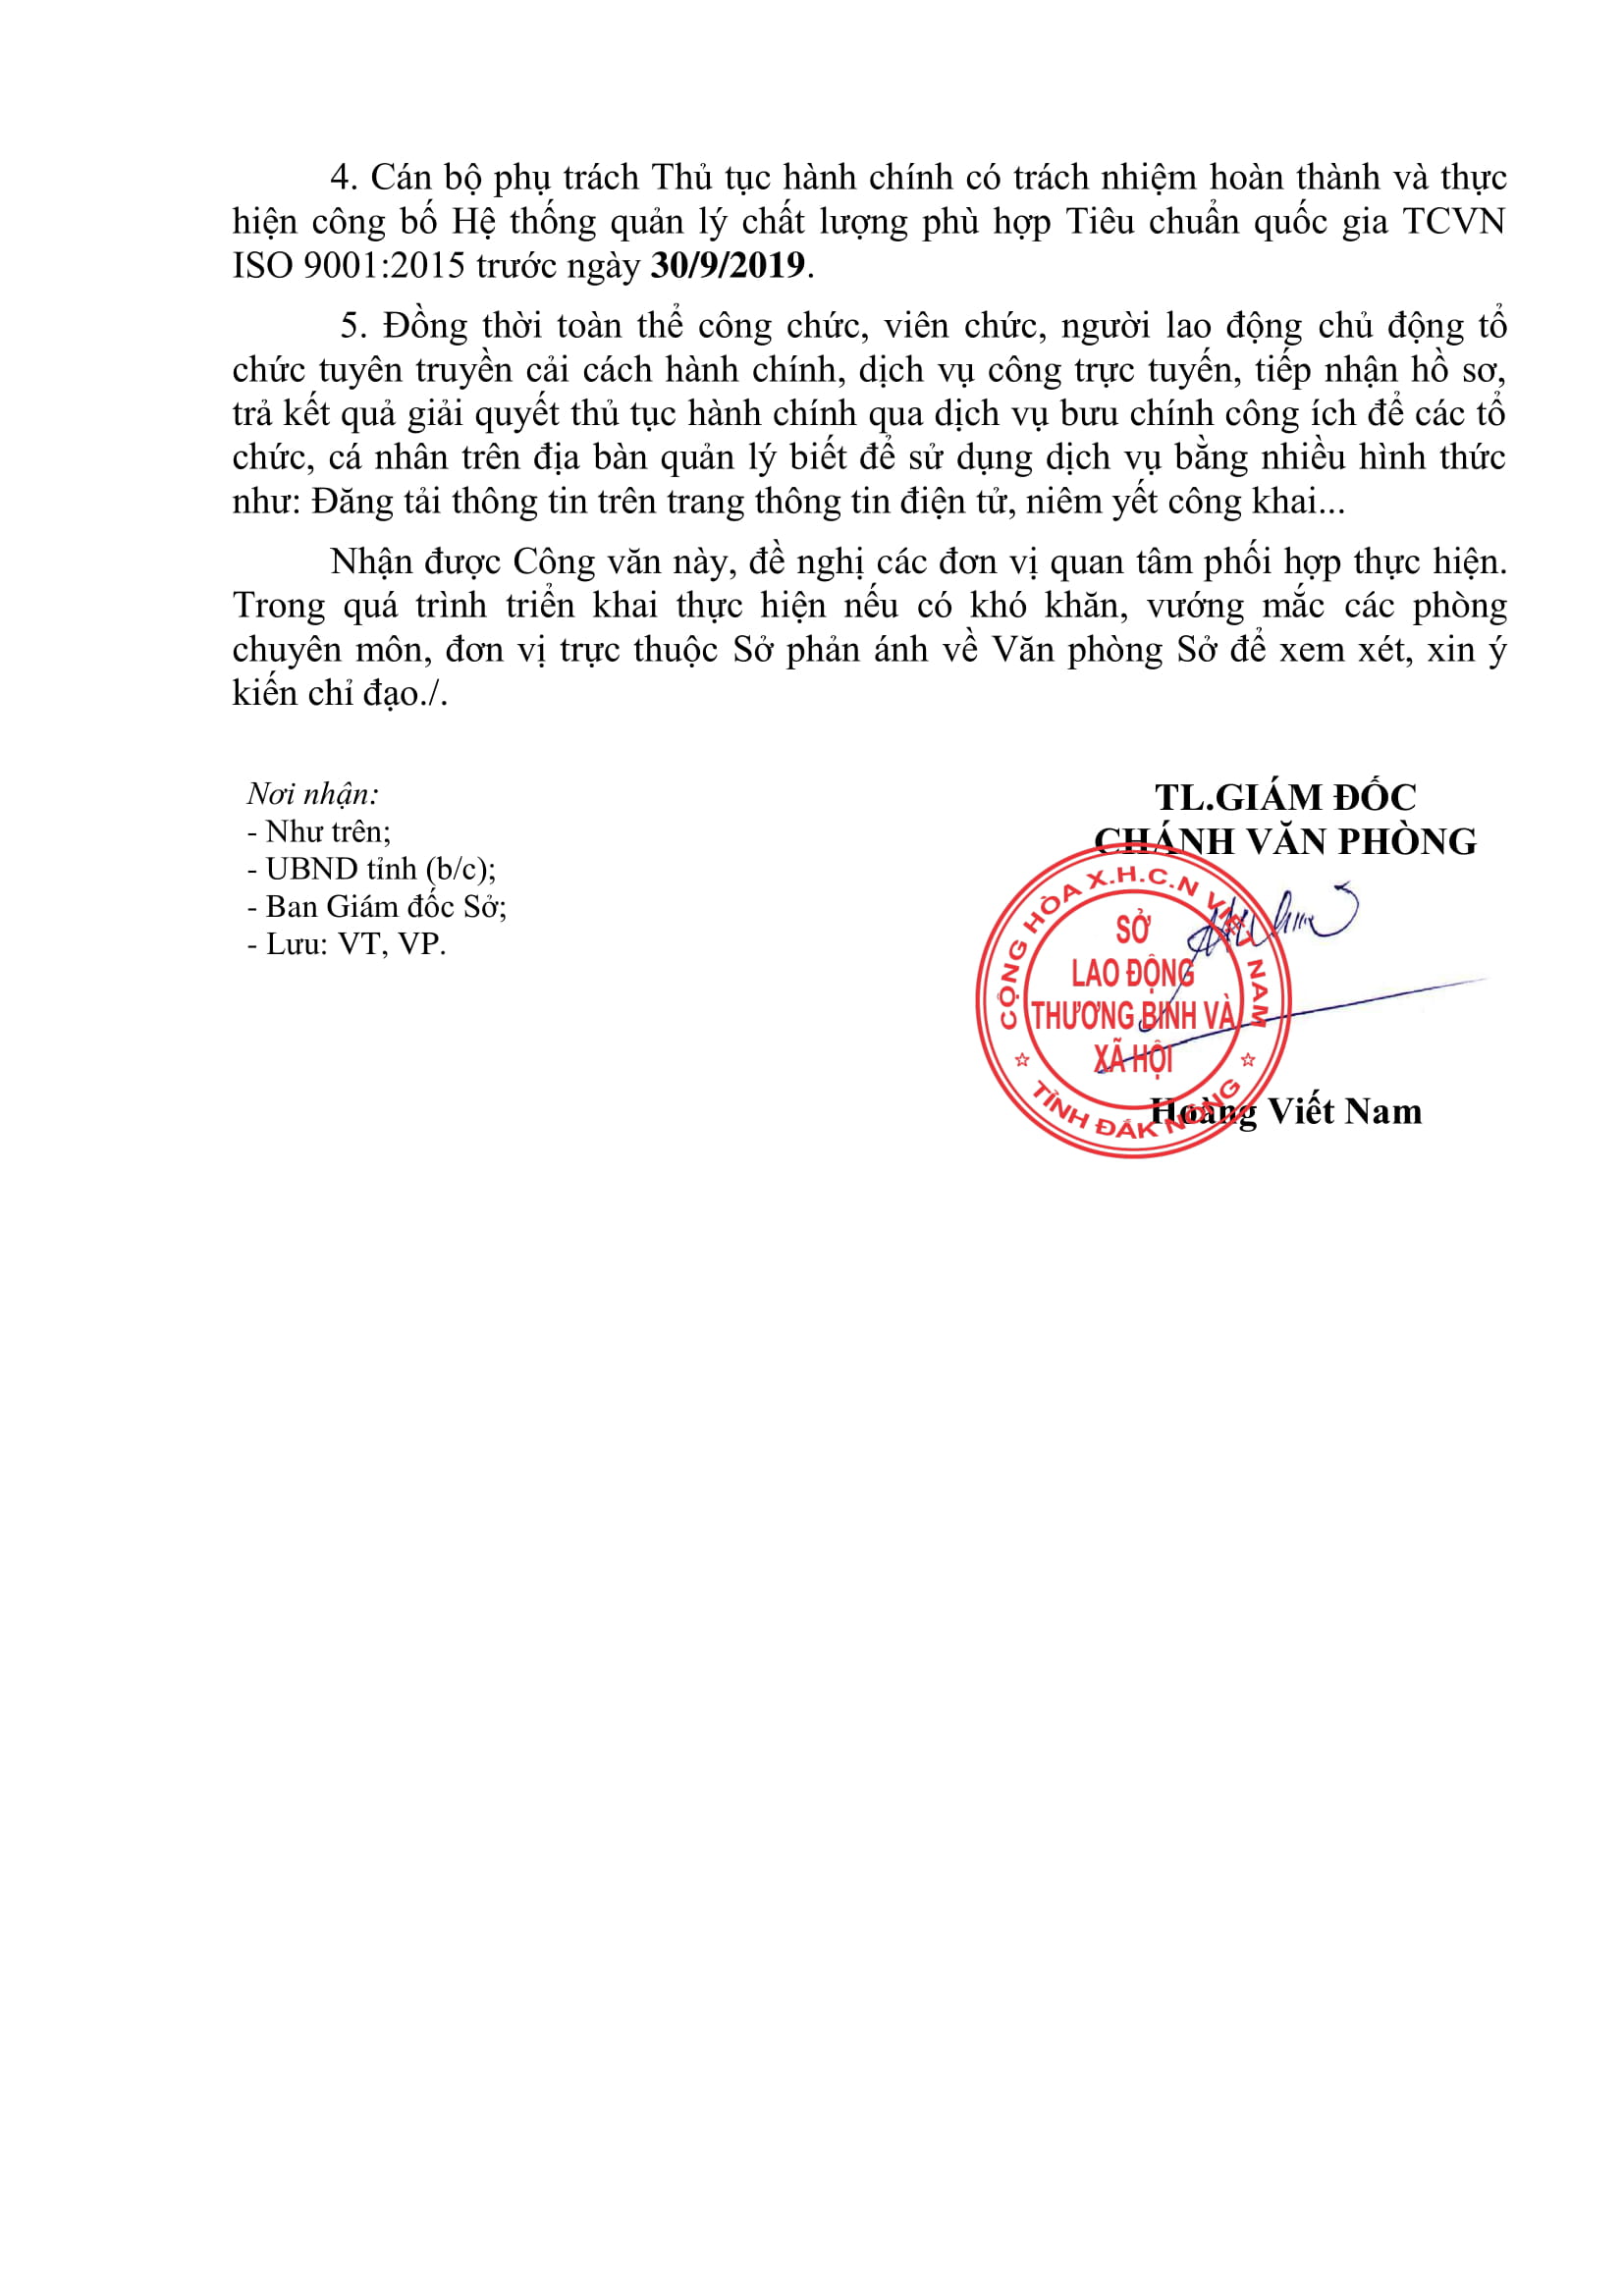 4. Cán bộ phụ trách Thủ tục hành chính có trách nhiệm hoàn thành và thực
hiện công bố Hệ thống quản lý chất lượng phù hợp Tiêu chuẩn quốc gia TCVN
ISO 9001:2015 trước ngày 30/9/2019.
5. Đồng thời toàn thể công chức, viên chức, người lao động chủ động tổ
chức tuyên truyền cải cách hành chính, dịch vụ công trực tuyến, tiếp nhận hồ sơ,
trả kết quả giải quyết thủ tục hành chính qua dịch vụ bưu chính công ích để các tổ
chức, cá nhân trên địa bàn quản lý biết để sử dụng dịch vụ bằng nhiều hình thức
như: Đăng tải thông tin trên trang thông tin điện tử, niêm yết công khai...
Nhận được Công văn này, đề nghị các đơn vị quan tâm phối hợp thực hiện.
Trong quá trình triển khai thực hiện nếu có khó khăn, vướng mắc các phòng
chuyên môn, đơn vị trực thuộc Sở phản ánh về Văn phòng Sở để xem xét, xin ý
kiến chỉ đạo./.
Nơi nhận:
- Như trên;
- UBND tỉnh (b/c);
- Ban Giám đốc Sở;
- Lưu: VT, VP.
TL.GIÁM ĐỐC
CHÁNH VĂN PHÒNG
CỘNG HÒA X.H.C.N VIỆT NAM
SỞ
LAO ĐỘNG
THƯƠNG BINH VÀ
XÃ HỘI
TỈNH ĐẮK NÔNG
Hoàng Viết Nam